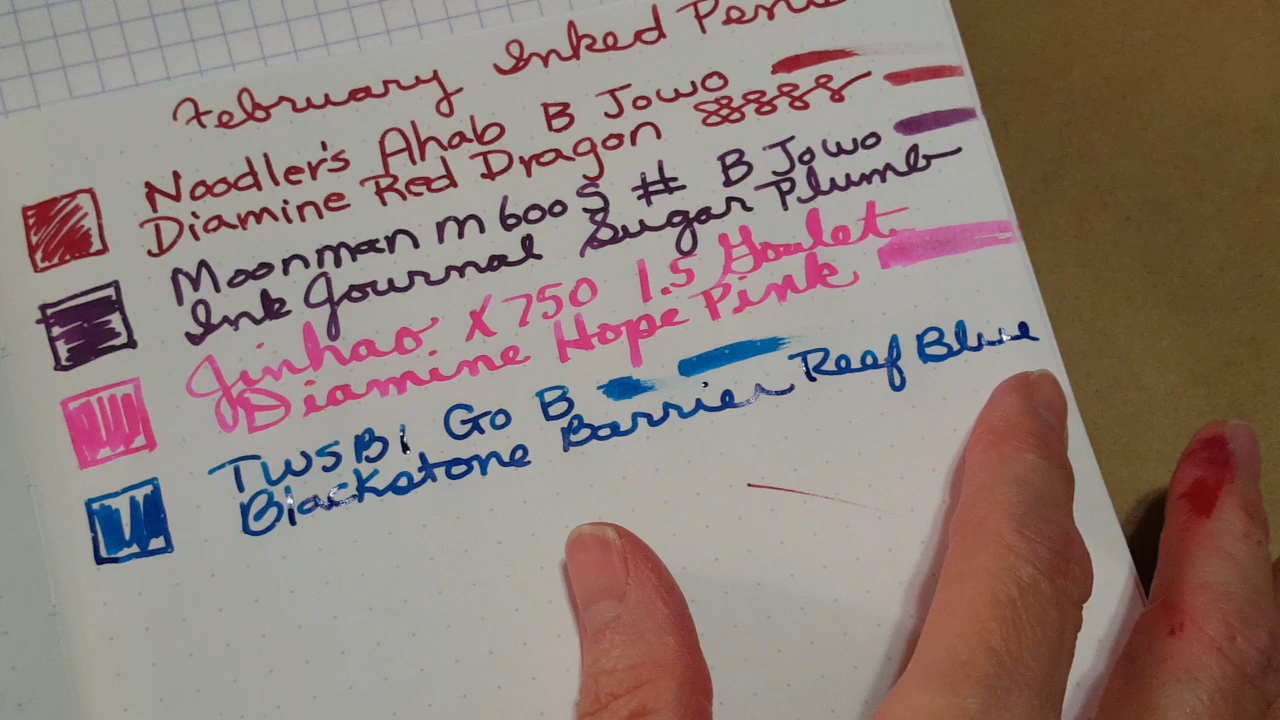 February Inked Pens
Noodler's Ahab B Jowo
Diamine Red Dragon
Moonman m600S # B Jowo
Ink Journal Sugar Plumb
Jinhao X750 1.5 Goulet
Diamine Hope Pink
TWSBI Go B
Blackstone Barrier Reef Blue